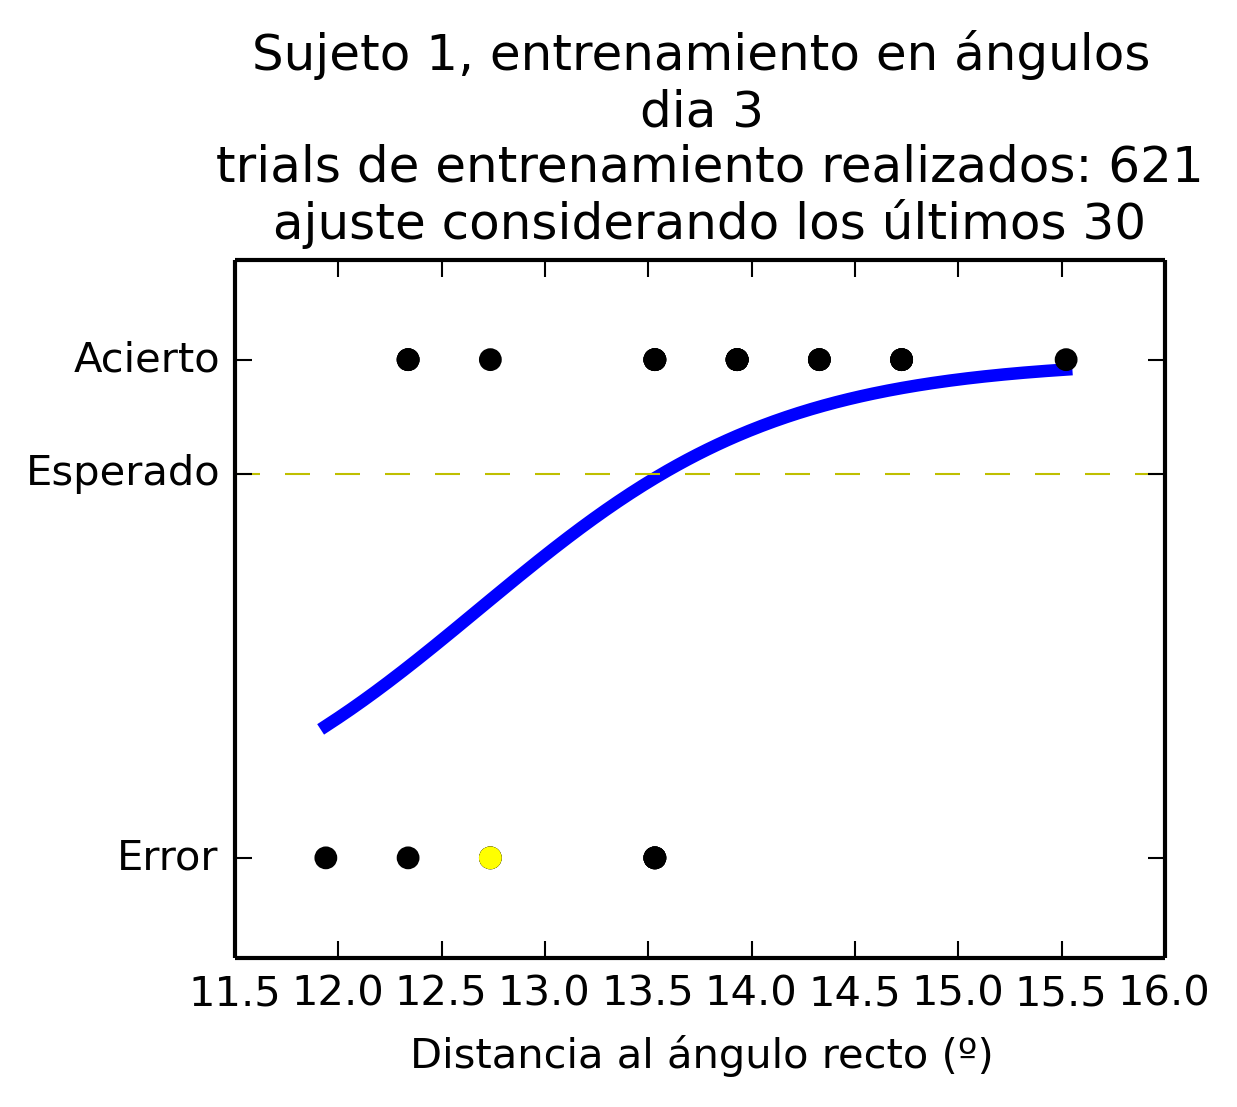 Sujeto 1, entrenamiento en ángulos
dia 3
trials de entrenamiento realizados: 621
ajuste considerando los últimos 30
Acierto
Esperado
Error
11.5 12.0 12.5 13.0 13.5 14.0 14.5 15.0 15.5 16.0
Distancia al ángulo recto (º)